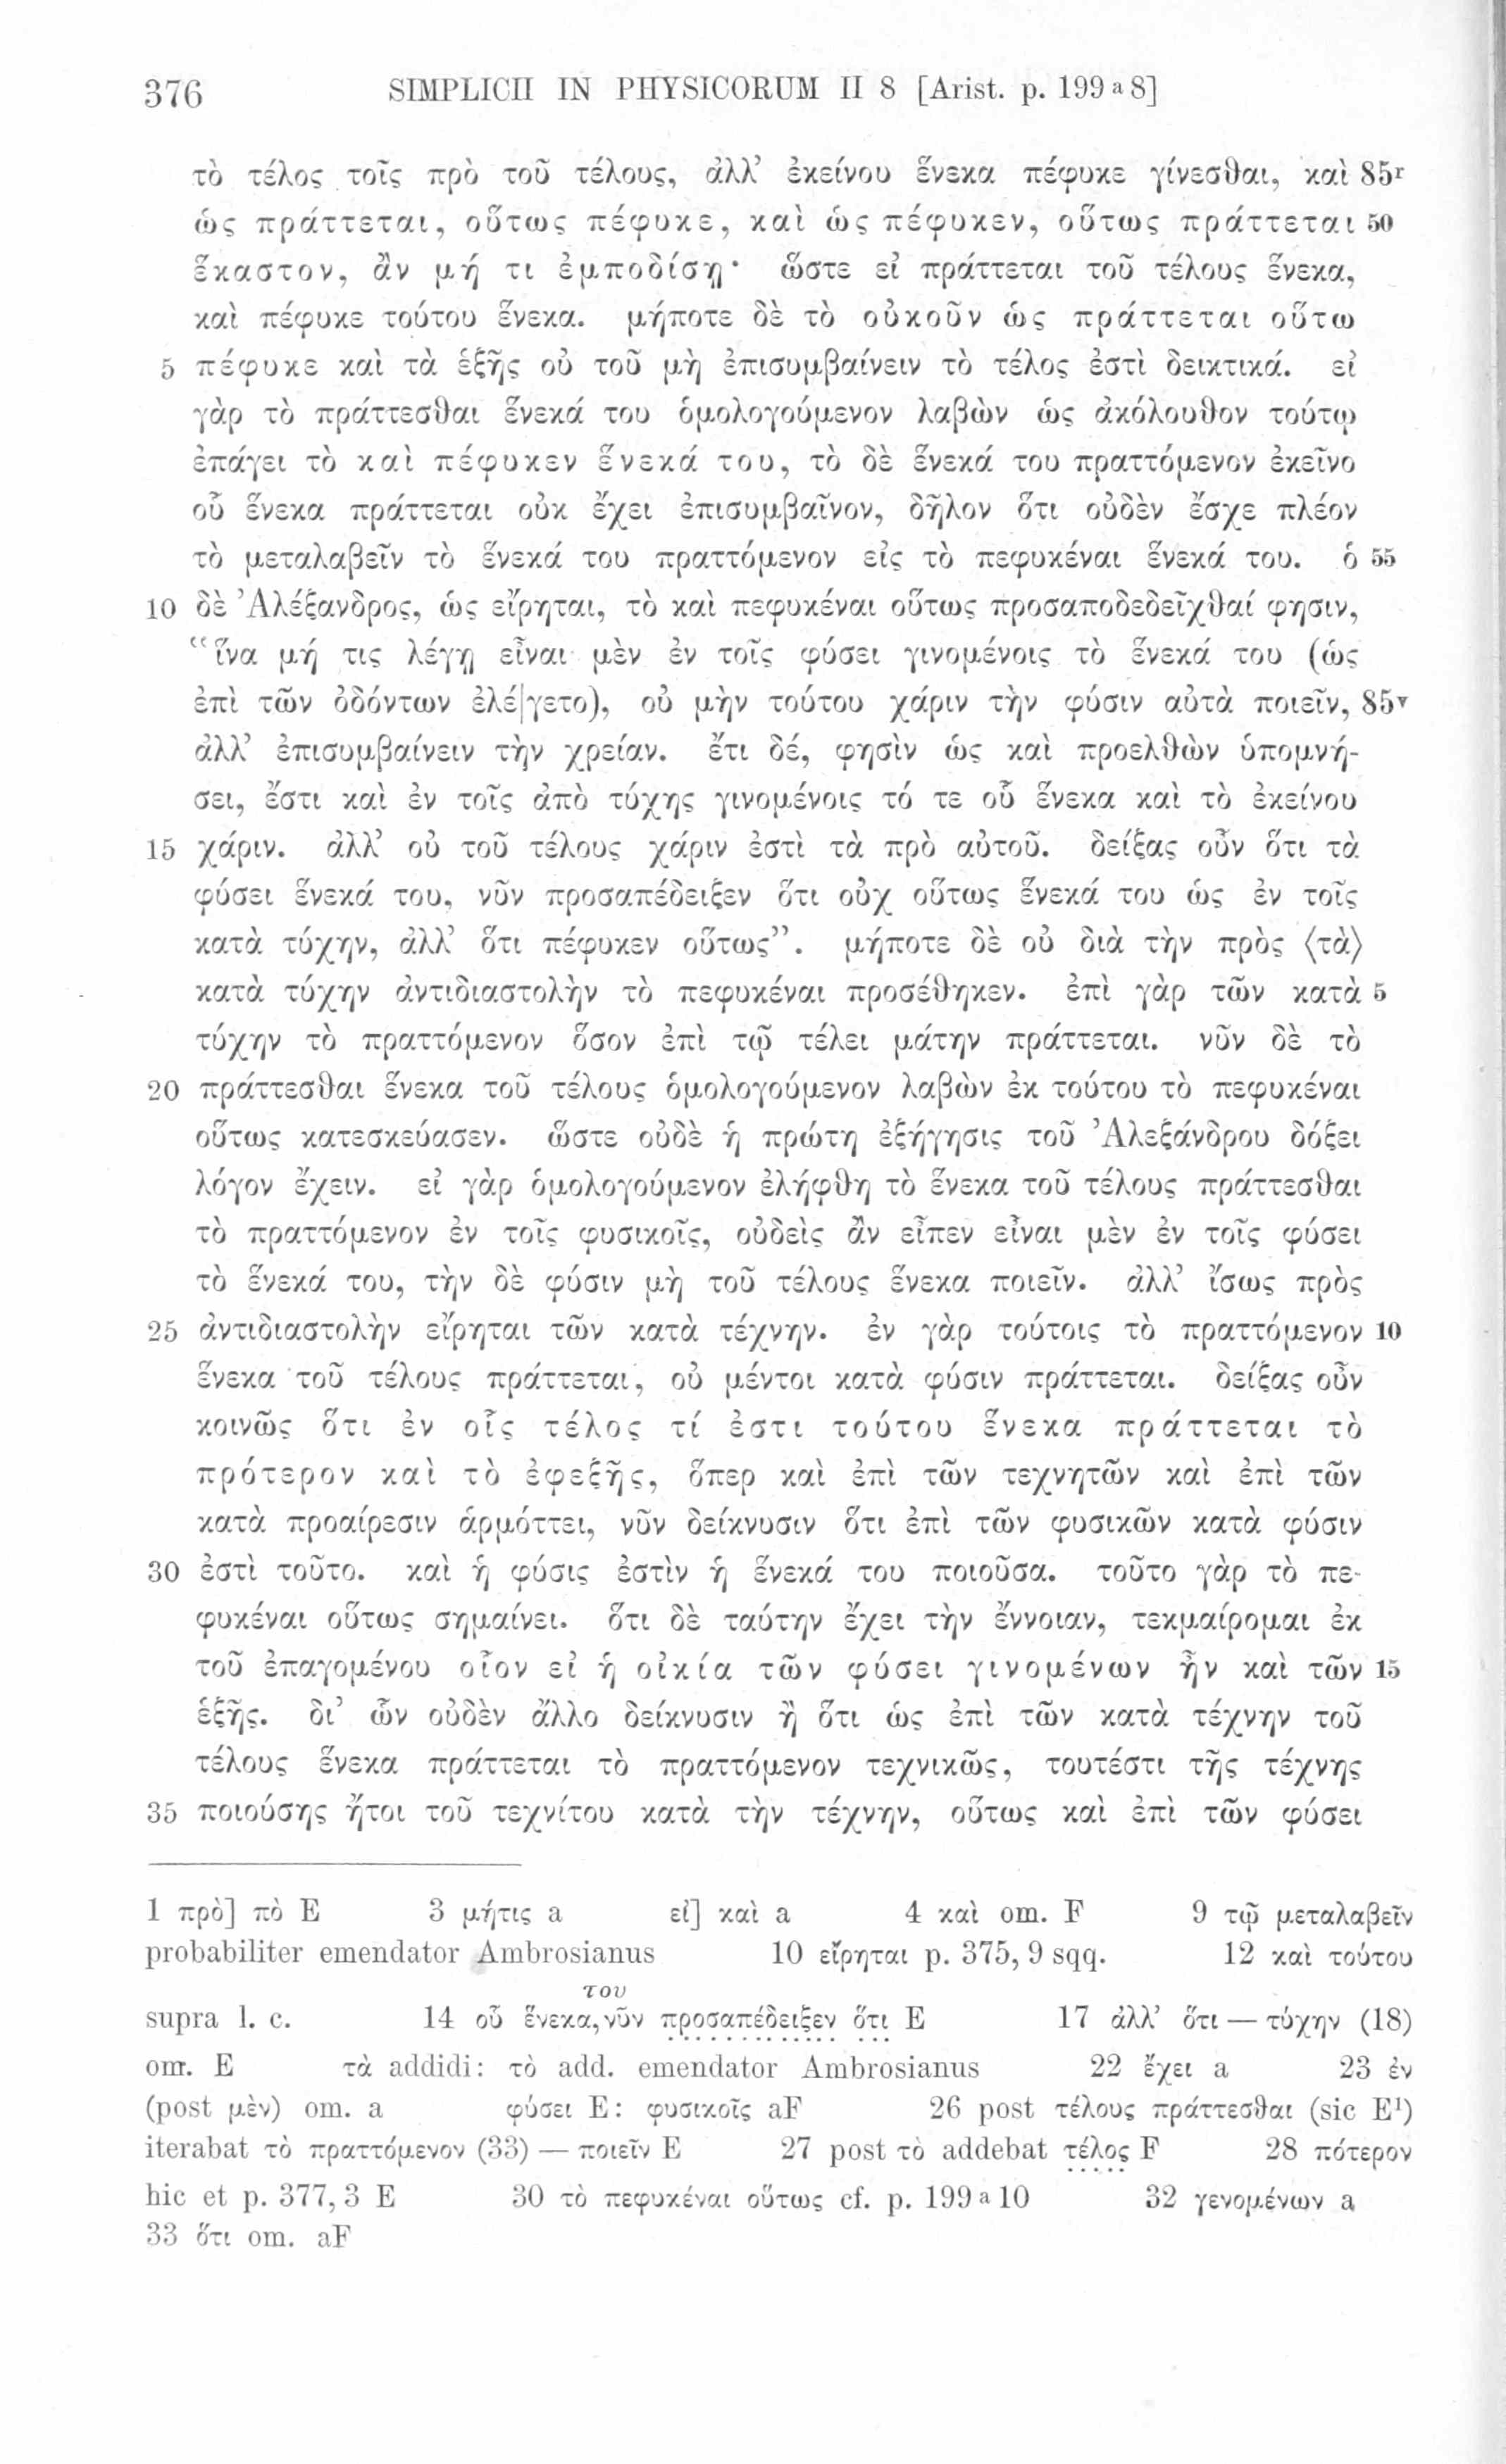 376 SIMPLICII IN PHYSICORUM II 8 [Arist. p. 199 a 8]
τὸ τέλος τοῖς πρὸ τοῦ τέλους, ἀλλ’ ἐκείνου ἕνεκα πέφυκε γίνεσθαι, καὶ 85r
ὡς πράττεται, οὕτως πέφυκε, καὶ ὡς πέφυκεν, οὕτως πράττεται 50
ἕκαστον, ἂν μή τι ἐμποδίσῃ· ὥστε εἰ πράττεται τοῦ τέλους ἕνεκα,
καὶ πέφυκε τούτου ἕνεκα. μήποτε δὲ τὸ οὐκοῦν ὡς πράττεται οὕτω
5 πέφυκε καὶ τὰ ἑξῆς οὐ τοῦ μὴ ἐπισυμβαίνειν τὸ τέλος ἐστὶ δεικτικά. εἰ
γὰρ τὸ πράττεσθαι ἕνεκά του ὁμολογούμενον λαβὼν ὡς ἀκόλουθον τούτῳ
ἐπάγει τὸ καὶ πέφυκεν ἕνεκά του, τὸ δὲ ἕνεκά του πραττόμενον ἐκεῖνο
οὗ ἕνεκα πράττεται οὐκ ἔχει ἐπισυμβαῖνον, δῆλον ὅτι οὐδὲν ἔσχε πλέον
τὸ μεταλαβεῖν τὸ ἕνεκά του πραττόμενον εἰς τὸ πεφυκέναι ἕνεκά του. ὁ 55
10 δὲ Ἀλέξανδρος, ὡς εἴρηται, τὸ καὶ πεφυκέναι οὕτως προσαποδεδεῖχθαί φησιν,
“ἵνα μή τις λέγῃ εἶναι μὲν ἐν τοῖς φύσει γινομένοις τὸ ἕνεκά του (ὡς
ἐπὶ τῶν ὀδόντων ἐλέ|γετο), οὐ μὴν τούτου χάριν τὴν φύσιν αὐτὰ ποιεῖν, 85v
ἀλλ’ ἐπισυμβαίνειν τὴν χρείαν. ἔτι δέ, φησὶν ὡς καὶ προελθὼν ὑπομνή-
σει, ἔστι καὶ ἐν τοῖς ἀπὸ τύχης γινομένοις τό τε οὗ ἕνεκα καὶ τὸ ἐκείνου
15 χάριν. ἀλλ’ οὐ τοῦ τέλους χάριν ἐστὶ τὰ πρὸ αὐτοῦ. δείξας οὖν ὅτι τὰ
φύσει ἕνεκά του, νῦν προσαπέδειξεν ὅτι οὐχ οὕτως ἕνεκά του ὡς ἐν τοῖς
κατὰ τύχην, ἀλλ’ ὅτι πέφυκεν οὕτως”. μήποτε δὲ οὐ διὰ τὴν πρὸς ⟨τὰ⟩
κατὰ τύχην ἀντιδιαστολὴν τὸ πεφυκέναι προσέθηκεν. ἐπὶ γὰρ τῶν κατὰ 5
τύχην τὸ πραττόμενον ὅσον ἐπὶ τῷ τέλει μάτην πράττεται. νῦν δὲ τὸ
20 πράττεσθαι ἕνεκα τοῦ τέλους ὁμολογούμενον λαβὼν ἐκ τούτου τὸ πεφυκέναι
οὕτως κατεσκεύασεν. ὥστε οὐδὲ ἡ πρώτη ἐξήγησις τοῦ Ἀλεξάνδρου δόξει
λόγον ἔχειν. εἰ γὰρ ὁμολογούμενον ἐλήφθη τὸ ἕνεκα τοῦ τέλους πράττεσθαι
τὸ πραττόμενον ἐν τοῖς φυσικοῖς, οὐδεὶς ἂν εἶπεν εἶναι μὲν ἐν τοῖς φύσει
τὸ ἕνεκά του, τὴν δὲ φύσιν μὴ τοῦ τέλους ἕνεκα ποιεῖν. ἀλλ’ ἴσως πρὸς
25 ἀντιδιαστολὴν εἴρηται τῶν κατὰ τέχνην. ἐν γὰρ τούτοις τὸ πραττόμενον 10
ἕνεκα τοῦ τέλους πράττεται, οὐ μέντοι κατὰ φύσιν πράττεται. δείξας οὖν
κοινῶς ὅτι ἐν οἷς τέλος τί ἐστι τούτου ἕνεκα πράττεται τὸ
πρότερον καὶ τὸ ἐφεξῆς, ὅπερ καὶ ἐπὶ τῶν τεχνητῶν καὶ ἐπὶ τῶν
κατὰ προαίρεσιν ἁρμόττει, νῦν δείκνυσιν ὅτι ἐπὶ τῶν φυσικῶν κατὰ φύσιν
30 ἐστὶ τοῦτο. καὶ ἡ φύσις ἐστὶν ἡ ἕνεκά του ποιοῦσα. τοῦτο γὰρ τὸ πε-
φυκέναι οὕτως σημαίνει. ὅτι δὲ ταύτην ἔχει τὴν ἔννοιαν, τεκμαίρομαι ἐκ
τοῦ ἐπαγομένου οἷον εἰ ἡ οἰκία τῶν φύσει γινομένων ἦν καὶ τῶν 15
ἑξῆς. δι’ ὧν οὐδὲν ἄλλο δείκνυσιν ἢ ὅτι ὡς ἐπὶ τῶν κατὰ τέχνην τοῦ
τέλους ἕνεκα πράττεται τὸ πραττόμενον τεχνικῶς, τουτέστι τῆς τέχνης
35 ποιούσης ἤτοι τοῦ τεχνίτου κατὰ τὴν τέχνην, οὕτως καὶ ἐπὶ τῶν φύσει
1 πρὸ] πὸ E 3 μήτις a εἰ] καὶ a 4 καὶ om. F 9 τῷ μεταλαβεῖν
probabiliter emendator Ambrosianus 10 εἴρηται p. 375, 9 sqq. 12 καὶ τούτου
του
supra l. c. 14 οὗ ἕνεκα, νῦν προσαπέδειξεν ὅτι E 17 ἀλλ’ ὅτι — τύχην (18)
om. E τὰ addidi: τὸ add. emendator Ambrosianus 22 ἔχει a 23 ἐν
(post μὲν) om. a φύσει E: φυσικοῖς aF 26 post τέλους πράττεσθαι (sic E¹)
iterabat τὸ πραττόμενον (33) — ποιεῖν E 27 post τὸ addebat τέλος F 28 πότερον
hic et p. 377, 3 E 30 τὸ πεφυκέναι οὕτως cf. p. 199 a 10 32 γενομένων a
33 ὅτι om. aF